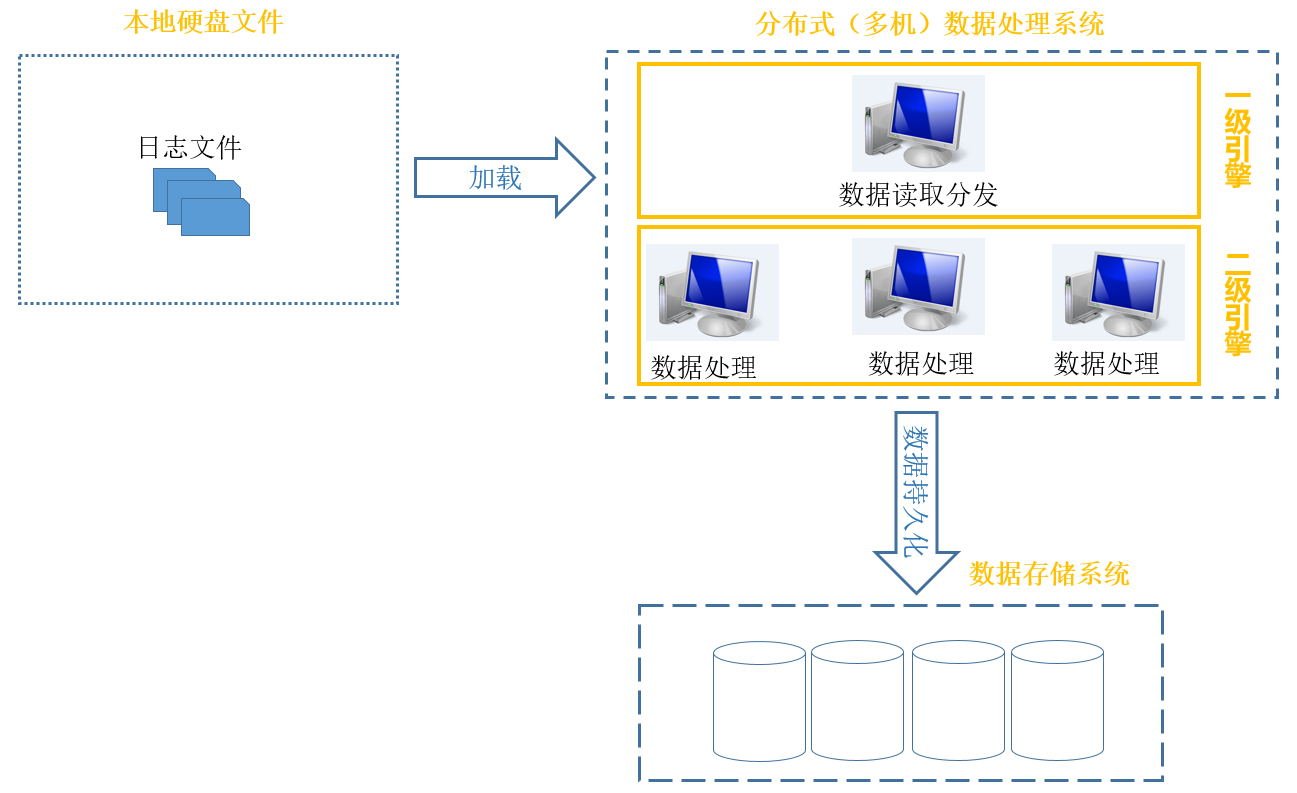 本地硬盘文件
分布式（多机）数据处理系统
日志文件
加载
数据读取分发
一级引擎
数据处理
数据处理
数据处理
二级引擎
数据持久化
数据存储系统